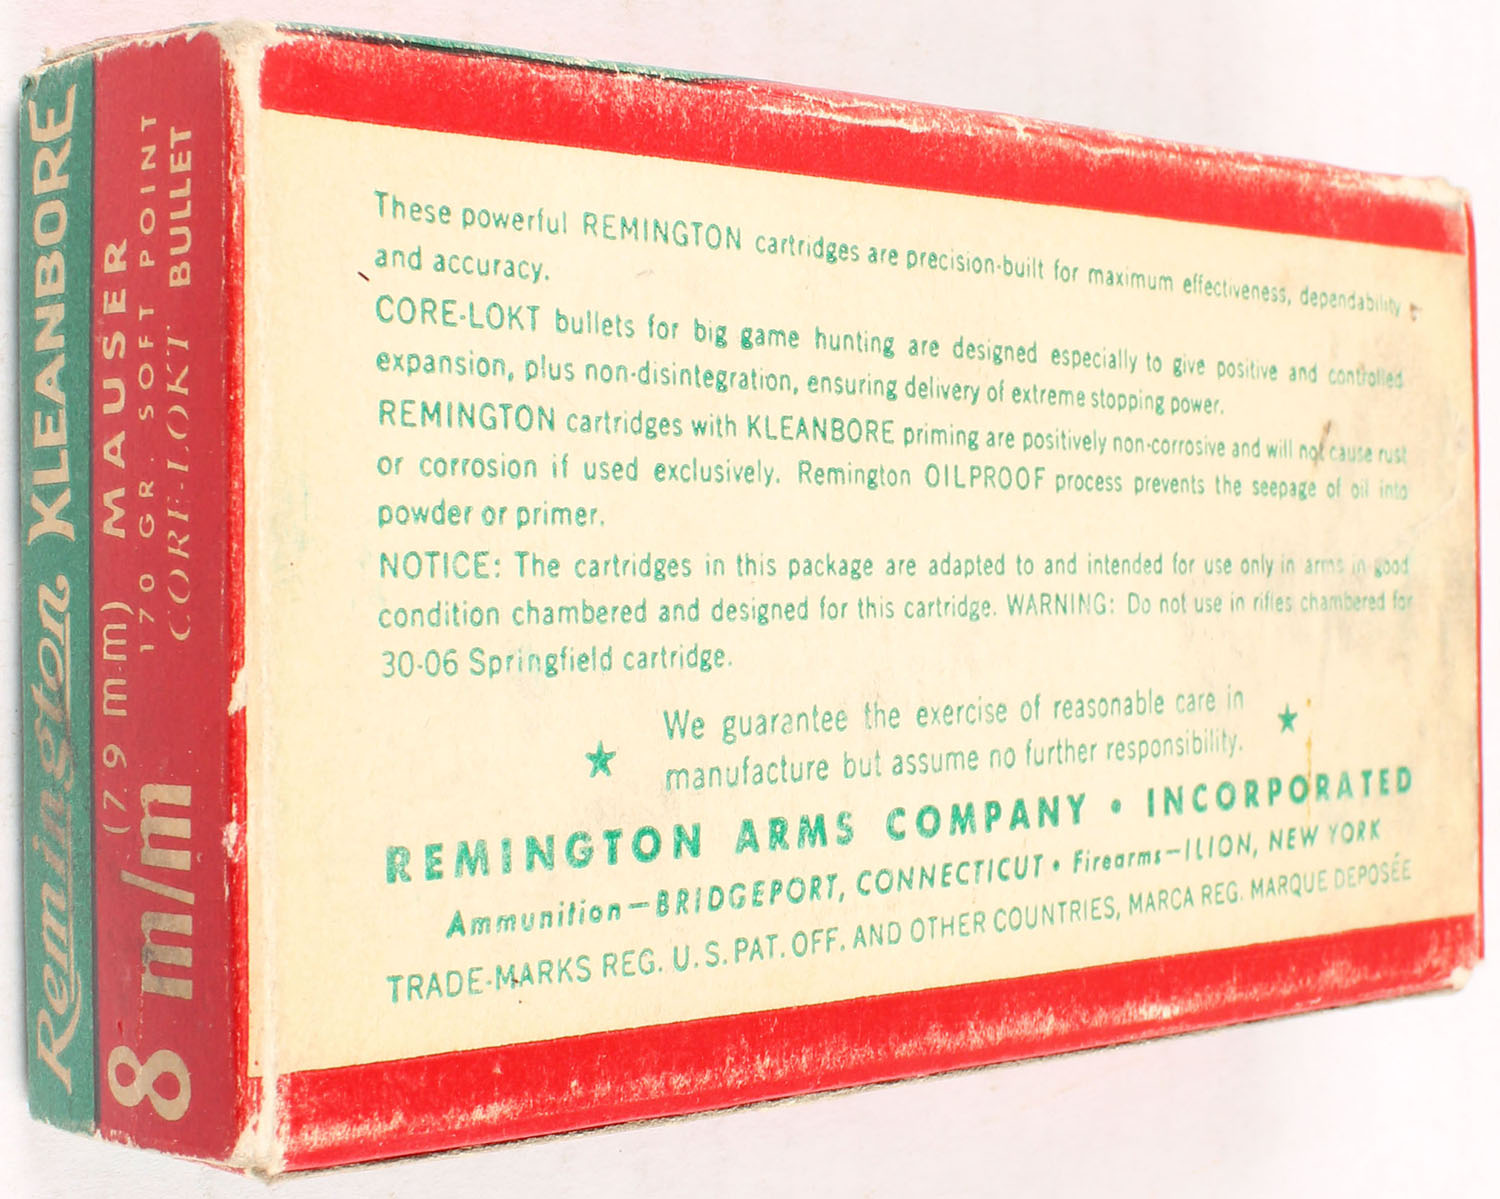 Remington KLEANBORE
8 m/m (7.9 m-m) MAUSER
170 GR. SOFT POINT
CORE-LOKT BULLET
These powerful REMINGTON cartridges are precision-built for maximum effectiveness, dependability
and accuracy.
CORE-LOKT bullets for big game hunting are designed especially to give positive and controlled
expansion, plus non-disintegration, ensuring delivery of extreme stopping power.
REMINGTON cartridges with KLEANBORE priming are positively non-corrosive and will not cause rust
or corrosion if used exclusively. Remington OILPROOF process prevents the seepage of oil into
powder or primer.
NOTICE: The cartridges in this package are adapted to and intended for use only in arms in good
condition chambered and designed for this cartridge. WARNING: Do not use in rifles chambered for
30-06 Springfield cartridge.
We guarantee the exercise of reasonable care in
manufacture but assume no further responsibility.
REMINGTON ARMS COMPANY • INCORPORATED
Ammunition—BRIDGEPORT, CONNECTICUT • Firearms—ILION, NEW YORK
TRADE-MARKS REG. U.S. PAT. OFF. AND OTHER COUNTRIES, MARCA REG. MARQUE DEPOSÉE